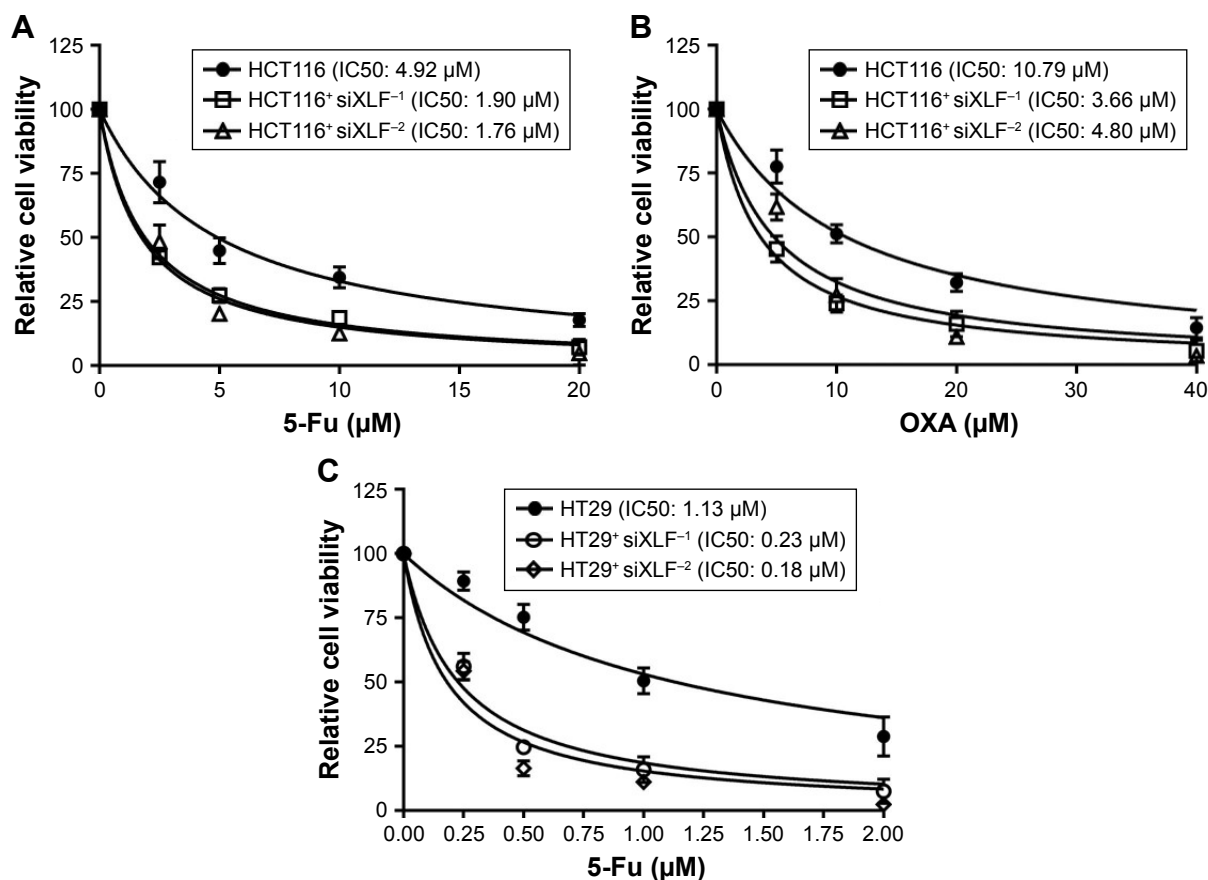 A
HCT116 (IC50: 4.92 µM)
HCT116⁺ siXLF⁻¹ (IC50: 1.90 µM)
HCT116⁺ siXLF⁻² (IC50: 1.76 µM)
Relative cell viability
125
100
75
50
25
0
0 5 10 15 20
5-Fu (µM)
B
HCT116 (IC50: 10.79 µM)
HCT116⁺ siXLF⁻¹ (IC50: 3.66 µM)
HCT116⁺ siXLF⁻² (IC50: 4.80 µM)
Relative cell viability
125
100
75
50
25
0
0 10 20 30 40
OXA (µM)
C
HT29 (IC50: 1.13 µM)
HT29⁺ siXLF⁻¹ (IC50: 0.23 µM)
HT29⁺ siXLF⁻² (IC50: 0.18 µM)
Relative cell viability
125
100
75
50
25
0
0.00 0.25 0.50 0.75 1.00 1.25 1.50 1.75 2.00
5-Fu (µM)